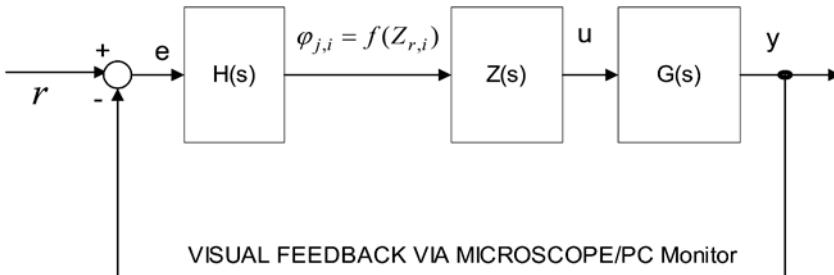 +
e
H(s)
φj,i = f(Zr,i)
Z(s)
u
G(s)
y
r
-
VISUAL FEEDBACK VIA MICROSCOPE/PC Monitor